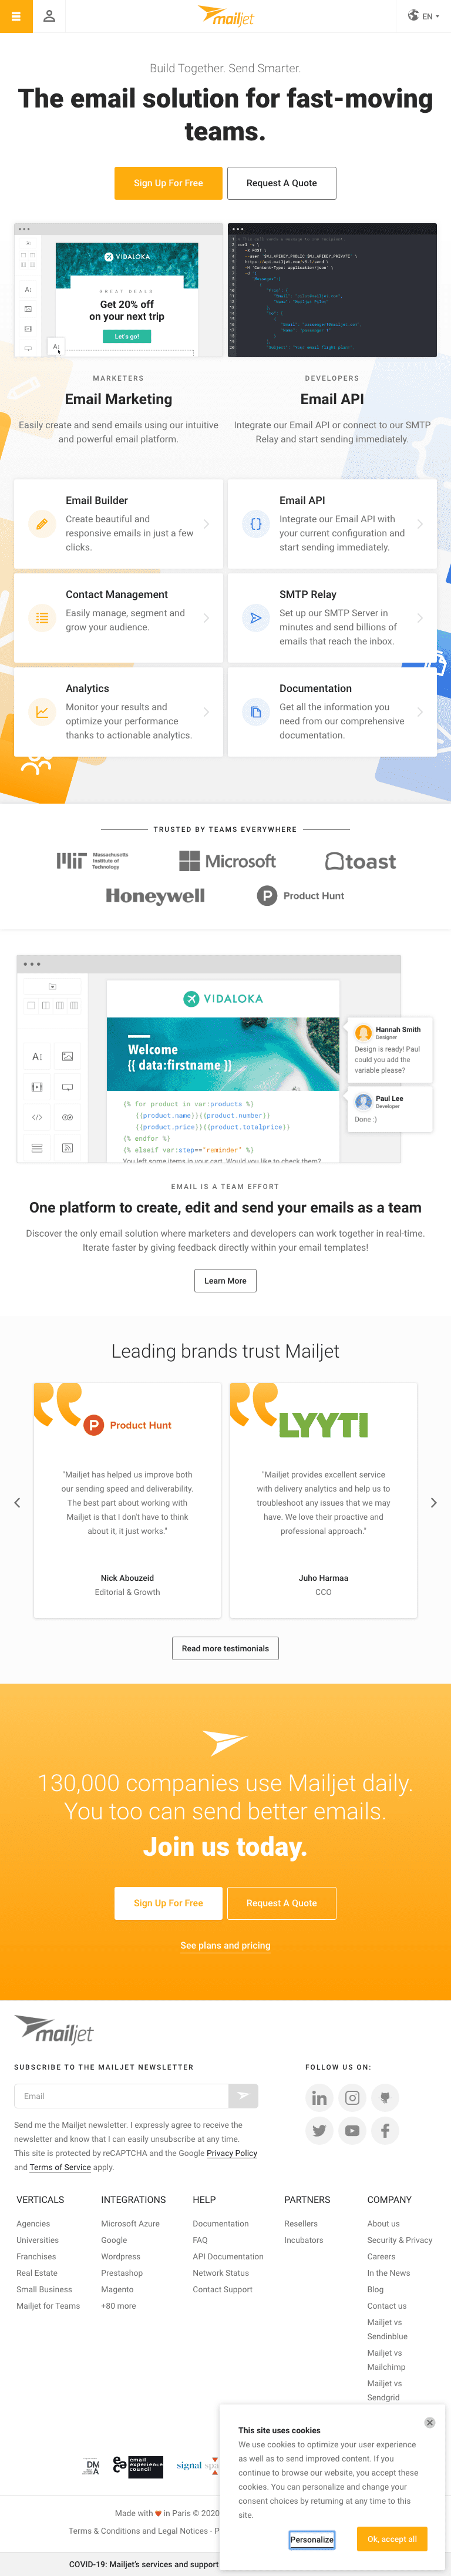 mailjet
EN
Build Together. Send Smarter.
The email solution for fast-moving
teams.
Sign Up For Free
Request A Quote
VIDALOKA
GREAT DEALS
Get 20% off
on your next trip
Let's go!
MARKETERS
Email Marketing
Easily create and send emails using our intuitive
and powerful email platform.
DEVELOPERS
Email API
Integrate our Email API or connect to our SMTP
Relay and start sending immediately.
Email Builder
Create beautiful and
responsive emails in just a few
clicks.
Email API
Integrate our Email API with
your current configuration and
start sending immediately.
Contact Management
Easily manage, segment and
grow your audience.
SMTP Relay
Set up our SMTP Server in
minutes and send billions of
emails that reach the inbox.
Analytics
Monitor your results and
optimize your performance
thanks to actionable analytics.
Documentation
Get all the information you
need from our comprehensive
documentation.
TRUSTED BY TEAMS EVERYWHERE
Massachusetts
Institute of
Technology
Microsoft
toast
Honeywell
Product Hunt
VIDALOKA
Welcome
{{ data:firstname }}
{% for product in var:products %}
{{product.name}}{{product.number}}
{{product.price}}{{product.totalprice}}
{% endfor %}
{% elseif var:step=="reminder" %}
You left some items in your cart. Would you like to check them?
Hannah Smith
Designer
Design is ready! Paul
could you add the
variable please?
Paul Lee
Developer
Done :)
EMAIL IS A TEAM EFFORT
One platform to create, edit and send your emails as a team
Discover the only email solution where marketers and developers can work together in real-time.
Iterate faster by giving feedback directly within your email templates!
Learn More
Leading brands trust Mailjet
Product Hunt
"Mailjet has helped us improve both
our sending speed and deliverability.
The best part about working with
Mailjet is that I don't have to think
about it, it just works."
Nick Abouzeid
Editorial & Growth
LYYTI
"Mailjet provides excellent service
with delivery analytics and help us to
troubleshoot any issues that we may
have. We love their proactive and
professional approach."
Juho Harmaa
CCO
Read more testimonials
130,000 companies use Mailjet daily.
You too can send better emails.
Join us today.
Sign Up For Free
Request A Quote
See plans and pricing
mailjet
SUBSCRIBE TO THE MAILJET NEWSLETTER
Email
Send me the Mailjet newsletter. I expressly agree to receive the
newsletter and know that I can easily unsubscribe at any time.
This site is protected by reCAPTCHA and the Google Privacy Policy
and Terms of Service apply.
FOLLOW US ON:
VERTICALS
Agencies
Universities
Franchises
Real Estate
Small Business
Mailjet for Teams
INTEGRATIONS
Microsoft Azure
Google
Wordpress
Prestashop
Magento
+80 more
HELP
Documentation
FAQ
API Documentation
Network Status
Contact Support
PARTNERS
Resellers
Incubators
COMPANY
About us
Security & Privacy
Careers
In the News
Blog
Contact us
Mailjet vs
Sendinblue
Mailjet vs
Mailchimp
Mailjet vs
Sendgrid
DMA
email
experience
council
signal spa
Made with in Paris © 2020
Terms & Conditions and Legal Notices - P
COVID-19: Mailjet's services and support
This site uses cookies
We use cookies to optimize your user experience
as well as to send improved content. If you
continue to browse our website, you accept these
cookies. You can personalize and change your
consent choices by returning at any time to this
site.
Personalize
Ok, accept all